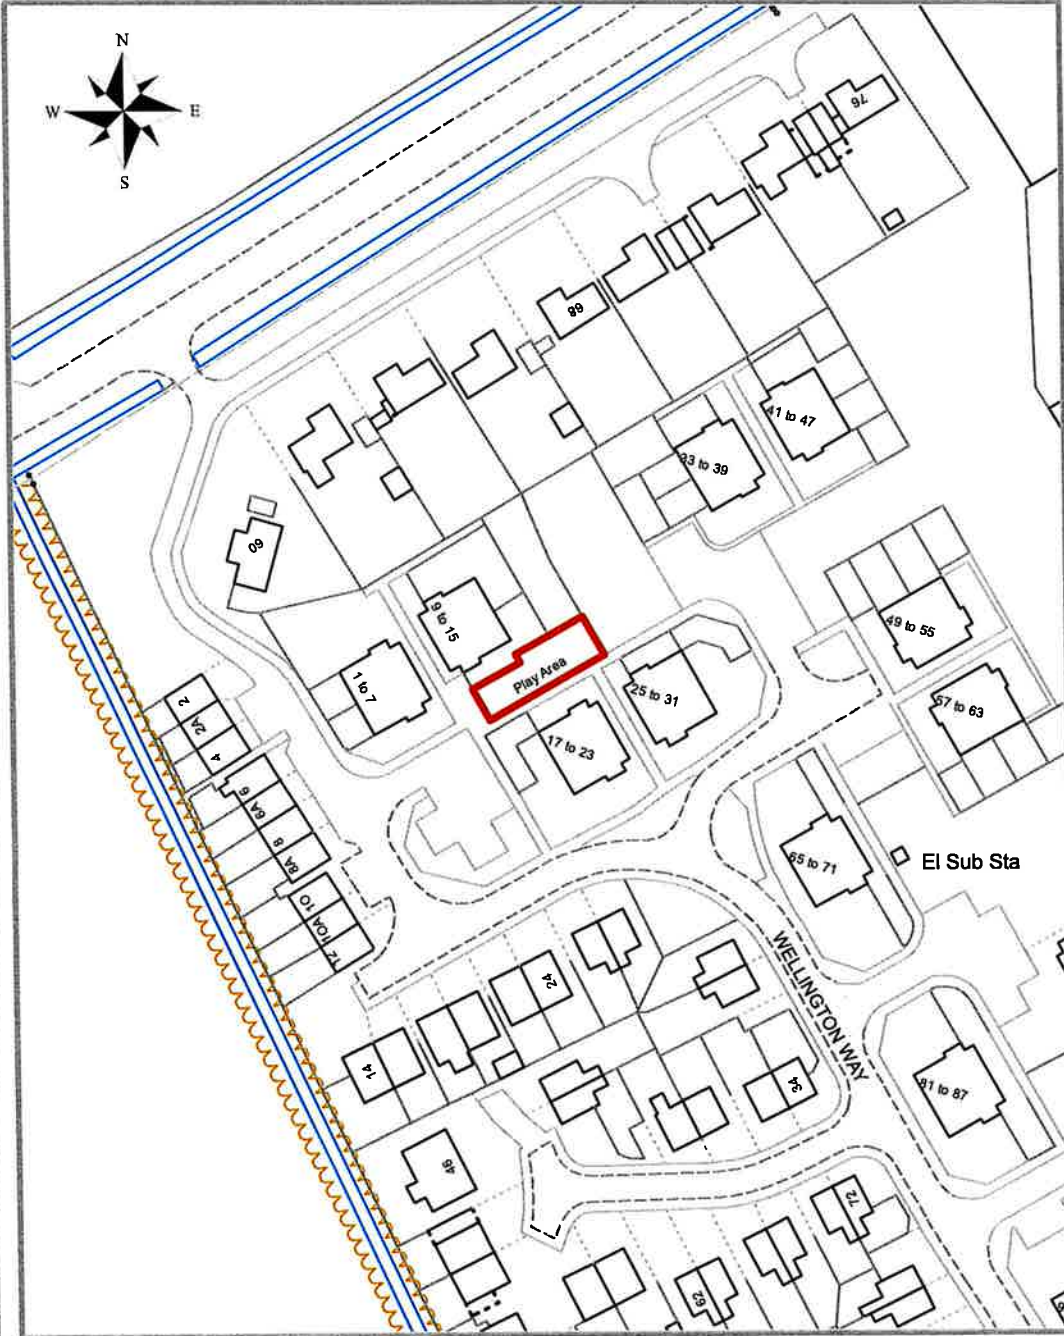 N
W E
S
76
68
41 to 47
33 to 39
60
9 to 15
49 to 55
Play Area
1 to 7
25 to 31
57 to 63
2
2A
4
17 to 23
6
6A
8
8A
65 to 71
El Sub Sta
10
10A
12
24
WELLINGTON WAY
14
34
81 to 87
46
72
62